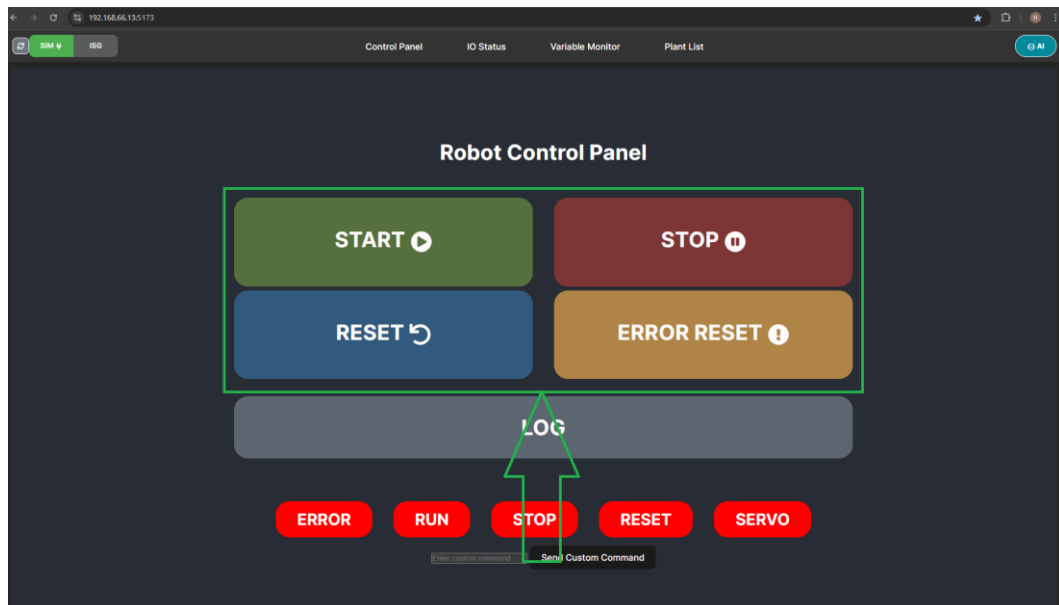 192.168.66.13:5173
SIM ISG Control Panel IO Status Variable Monitor Plant List AI
Robot Control Panel
START STOP
RESET ERROR RESET
LOG
ERROR RUN STOP RESET SERVO
Enter custom command Send Custom Command